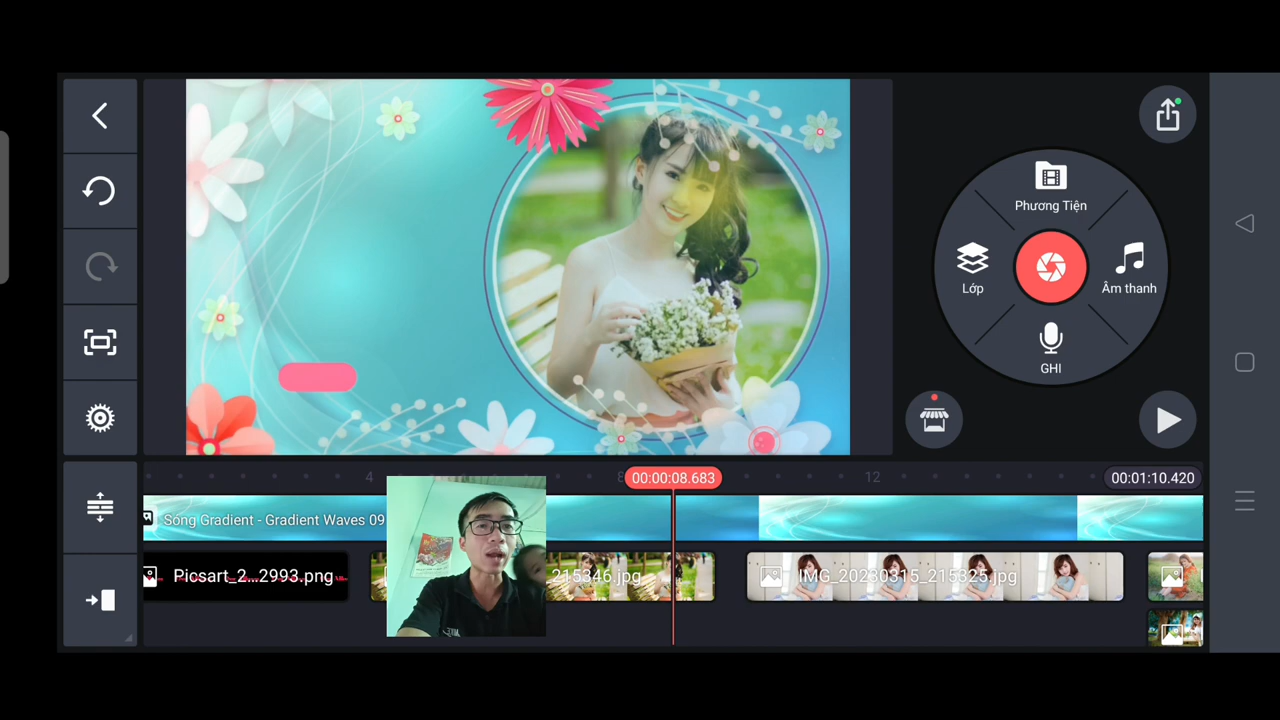 Phương Tiện
Lớp
Âm thanh
GHI
4
8
00:00:08.683
12
00:01:10.420
Sóng Gradient - Gradient Waves 09
Picsart_2...2993.png
215346.jpg
IMG_20230315_215325.jpg